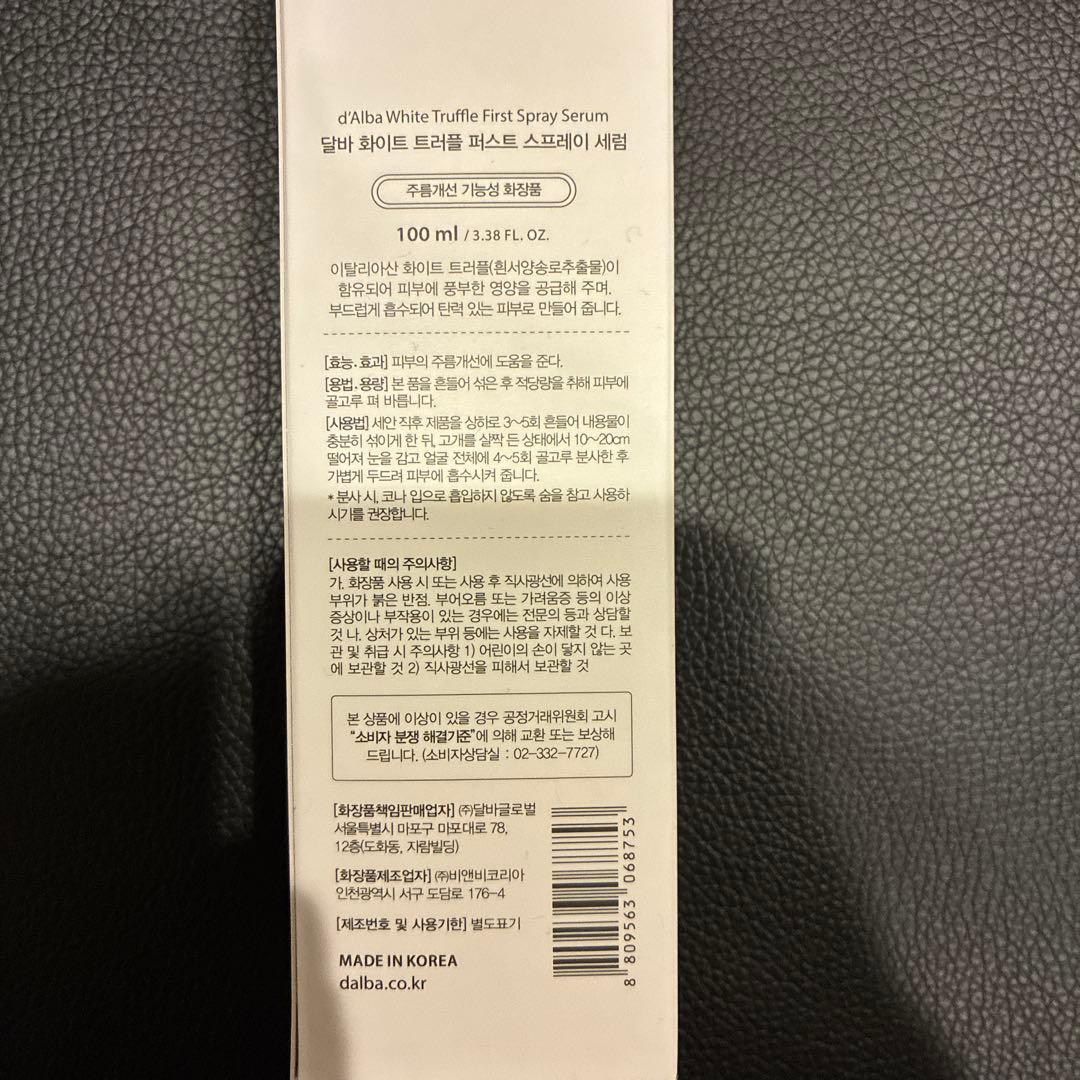 d'Alba White Truffle First Spray Serum
달바 화이트 트러플 퍼스트 스프레이 세럼
주름개선 기능성 화장품
100 ml / 3.38 FL. OZ.
이탈리아산 화이트 트러플(흰서양송로추출물)이
함유되어 피부에 풍부한 영양을 공급해 주며,
부드럽게 흡수되어 탄력 있는 피부로 만들어 줍니다.
[효능.효과] 피부의 주름개선에 도움을 준다.
[용법.용량] 본 품을 흔들어 섞은 후 적당량을 취해 피부에
골고루 펴 바릅니다.
[사용법] 세안 직후 제품을 상하로 3~5회 흔들어 내용물이
충분히 섞이게 한 뒤, 고개를 살짝 든 상태에서 10~20cm
떨어져 눈을 감고 얼굴 전체에 4~5회 골고루 분사한 후
가볍게 두드려 피부에 흡수시켜 줍니다.
* 분사 시, 코나 입으로 흡입하지 않도록 숨을 참고 사용하
시기를 권장합니다.
[사용할 때의 주의사항]
가. 화장품 사용 시 또는 사용 후 직사광선에 의하여 사용
부위가 붉은 반점, 부어오름 또는 가려움증 등의 이상
증상이나 부작용이 있는 경우에는 전문의 등과 상담할
것 나. 상처가 있는 부위 등에는 사용을 자제할 것 다. 보
관 및 취급 시 주의사항 1) 어린이의 손이 닿지 않는 곳
에 보관할 것 2) 직사광선을 피해서 보관할 것
본 상품에 이상이 있을 경우 공정거래위원회 고시
"소비자 분쟁 해결기준"에 의해 교환 또는 보상해
드립니다. (소비자상담실 : 02-332-7727)
[화장품책임판매업자] (주)달바글로벌
서울특별시 마포구 마포대로 78,
12층(도화동, 자람빌딩)
[화장품제조업자] (주)비앤비코리아
인천광역시 서구 도담로 176-4
[제조번호 및 사용기한] 별도표기
MADE IN KOREA
dalba.co.kr
8 809563 068753